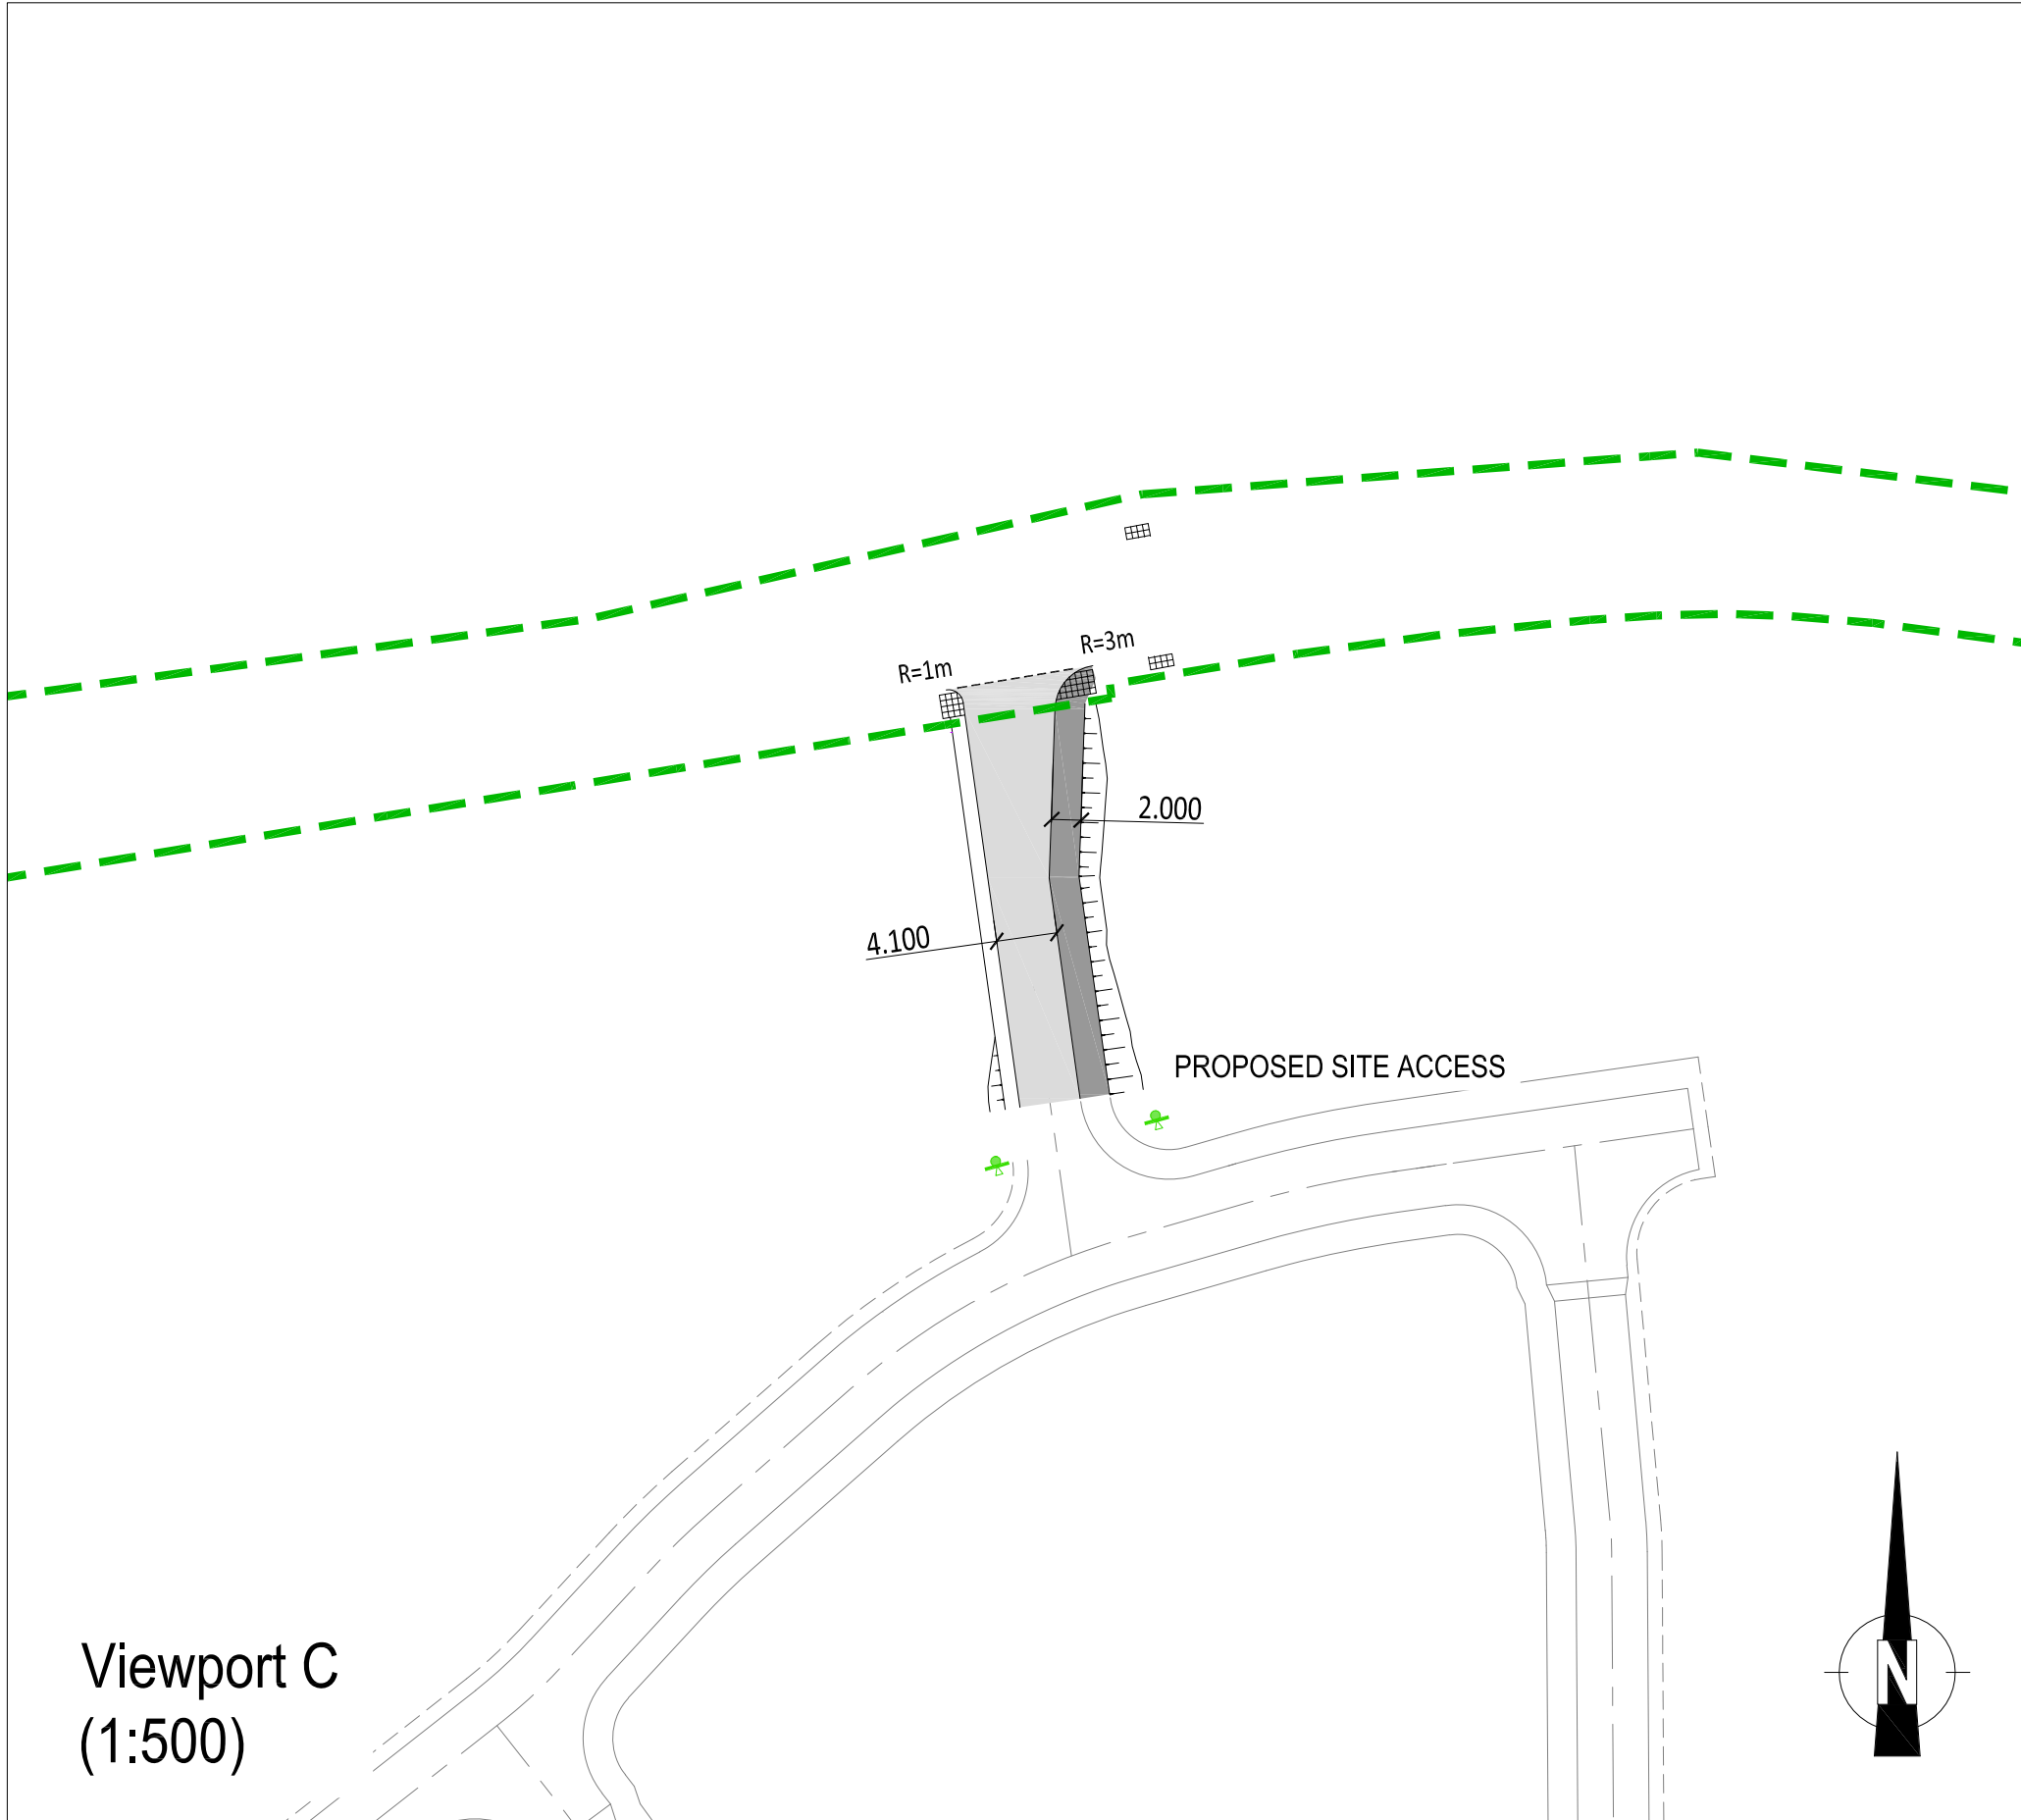 R=3m
R=1m
2.000
4.100
PROPOSED SITE ACCESS
Viewport C
(1:500)
N